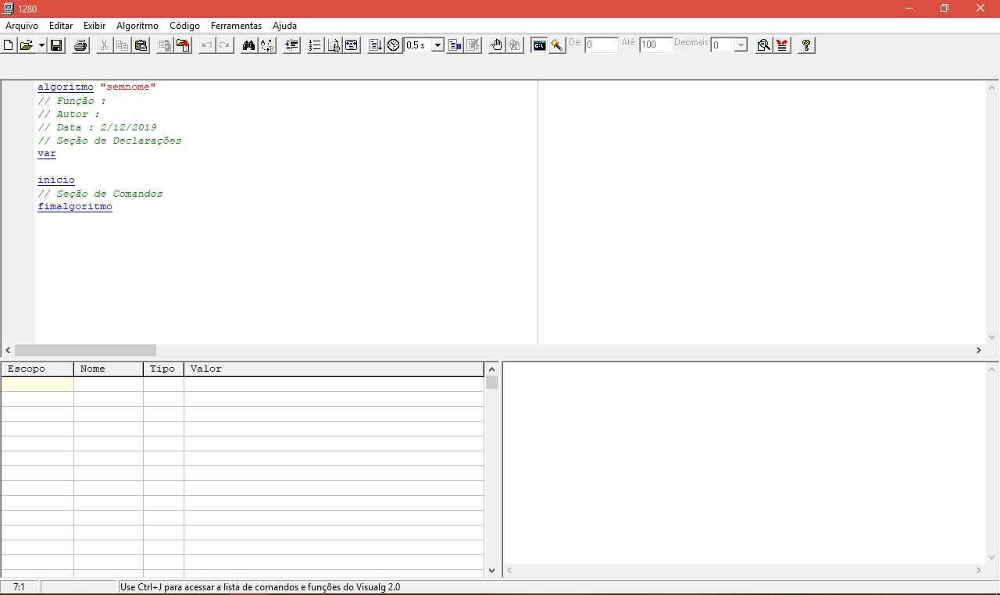 1280
Arquivo Editar Exibir Algoritmo Código Ferramentas Ajuda
0,5 s De: 0 Até: 100 Decimais: 0
algoritmo "semnome"
// Função :
// Autor :
// Data : 2/12/2019
// Seção de Declarações
var
inicio
// Seção de Comandos
fimalgoritmo
Escopo Nome Tipo Valor
7:1 Use Ctrl+J para acessar a lista de comandos e funções do Visualg 2.0